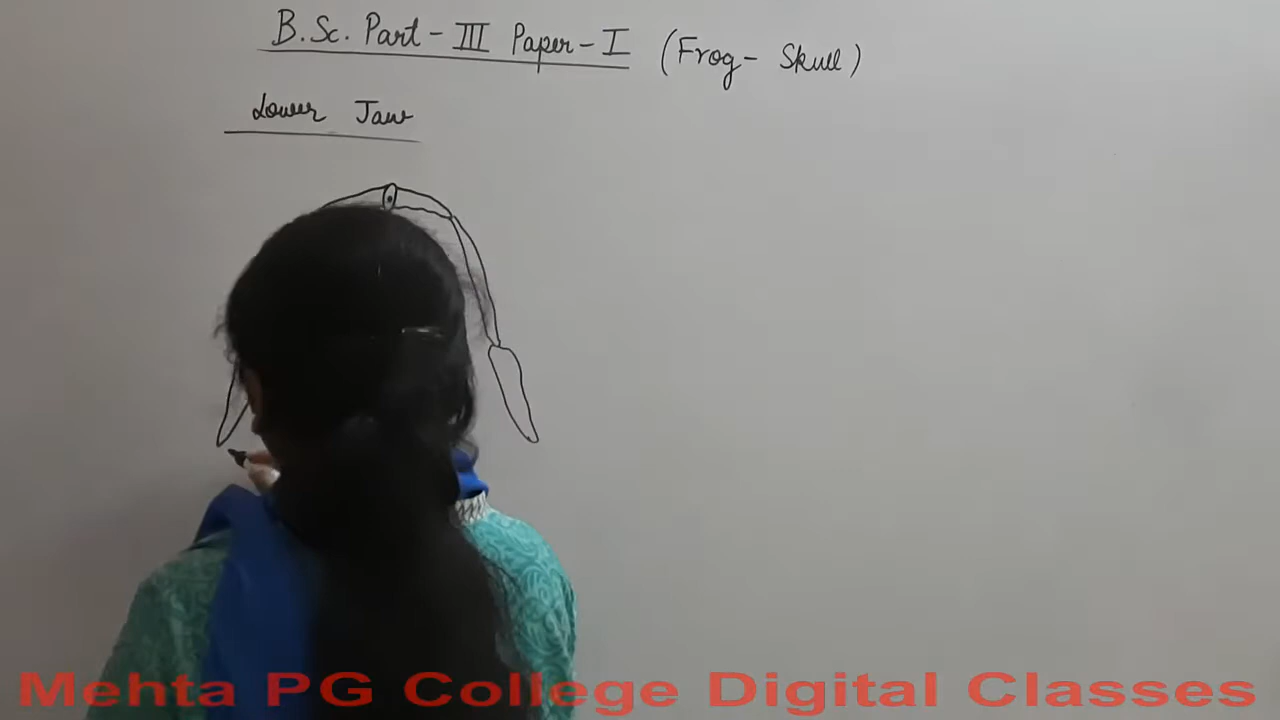 B.Sc. Part - III Paper - I (Frog - Skull)
Lower Jaw
Mehta PG College Digital Classes